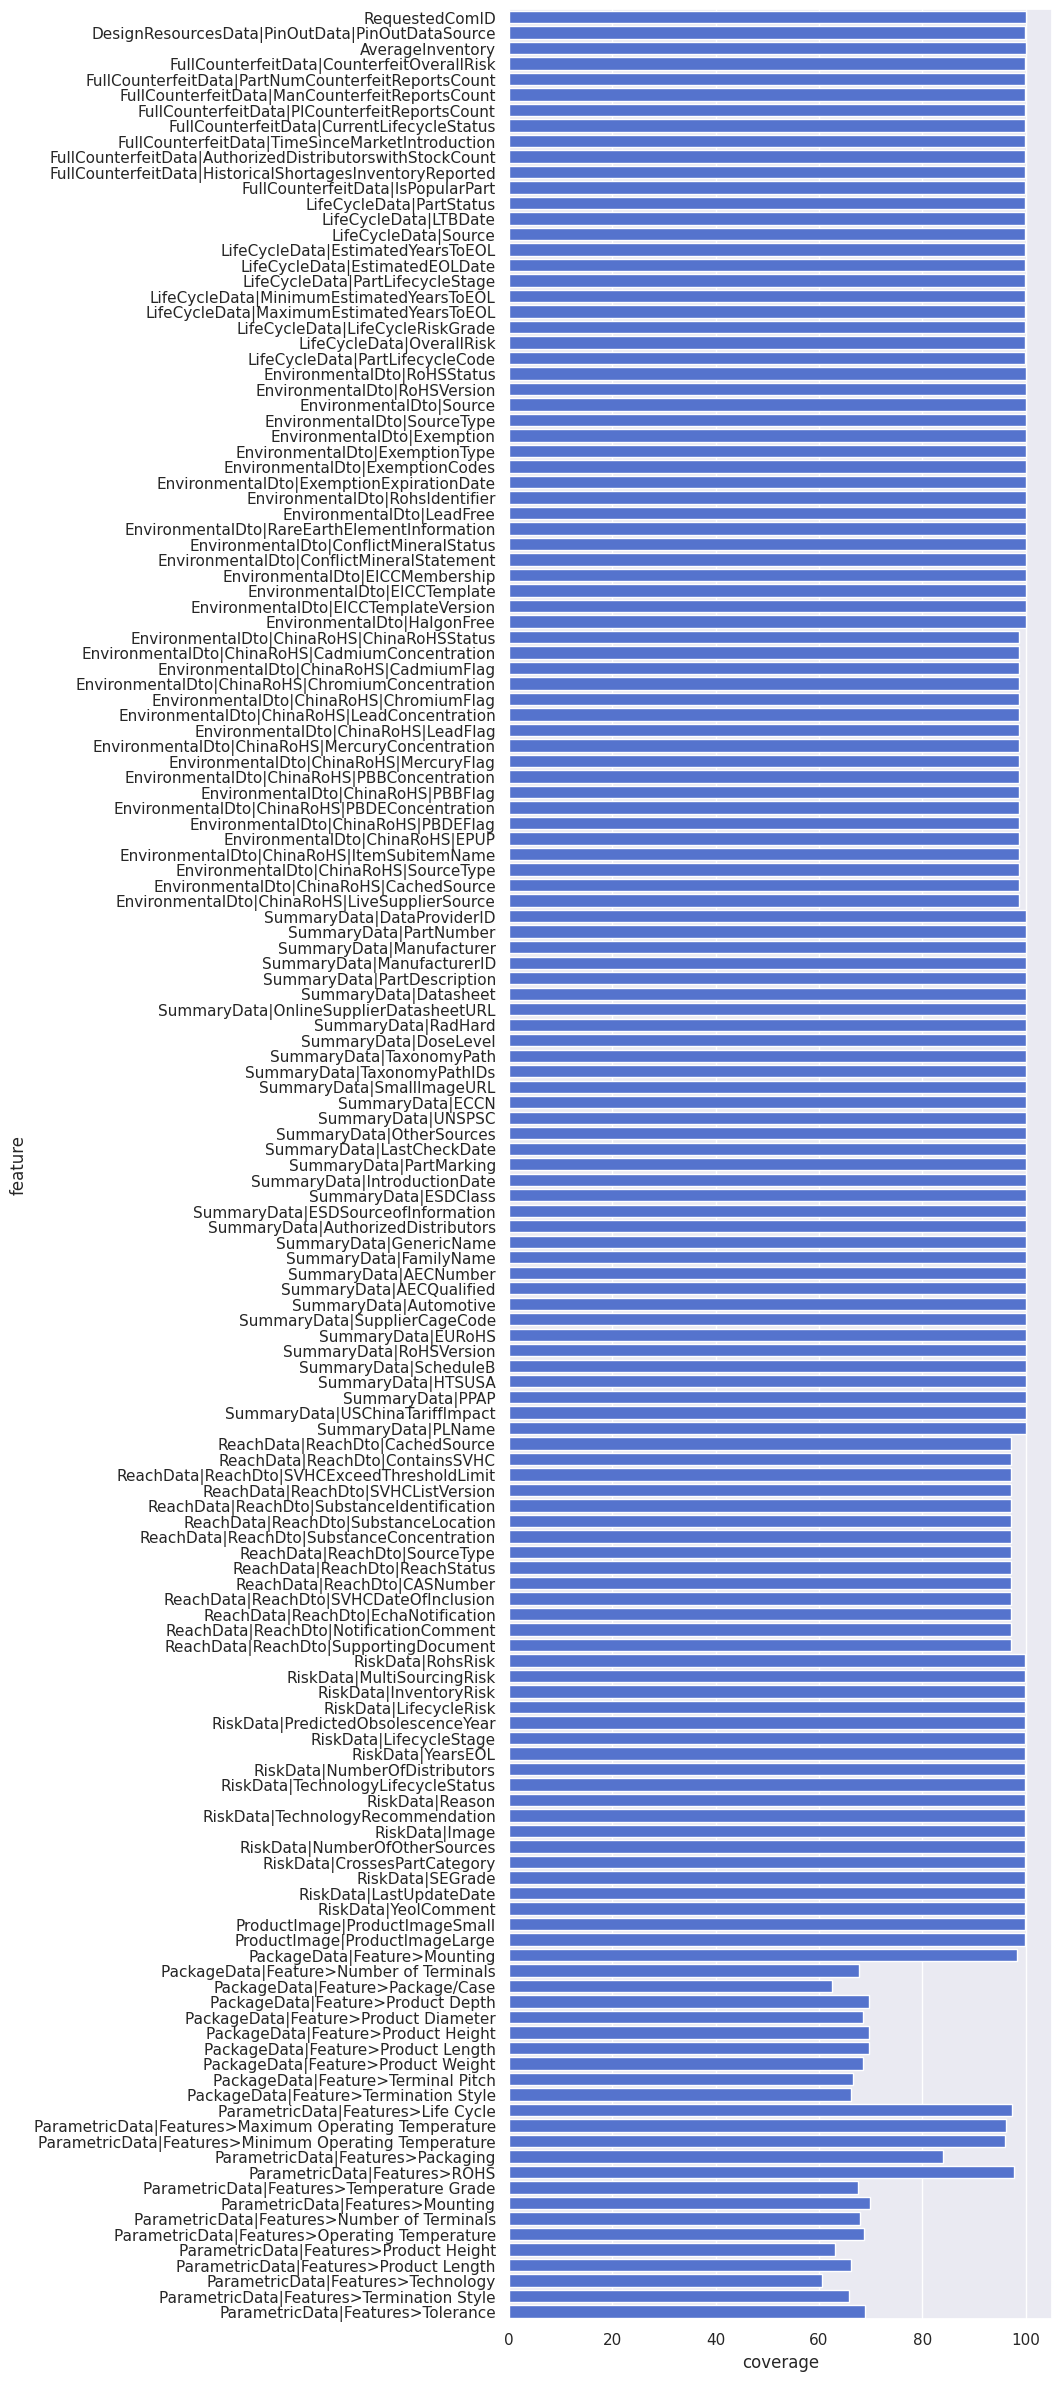 RequestedComID
DesignResourcesData|PinOutData|PinOutDataSource
AverageInventory
FullCounterfeitData|CounterfeitOverallRisk
FullCounterfeitData|PartNumCounterfeitReportsCount
FullCounterfeitData|ManCounterfeitReportsCount
FullCounterfeitData|PlCounterfeitReportsCount
FullCounterfeitData|CurrentLifecycleStatus
FullCounterfeitData|TimeSinceMarketIntroduction
FullCounterfeitData|AuthorizedDistributorswithStockCount
FullCounterfeitData|HistoricalShortagesInventoryReported
FullCounterfeitData|IsPopularPart
LifeCycleData|PartStatus
LifeCycleData|LTBDate
LifeCycleData|Source
LifeCycleData|EstimatedYearsToEOL
LifeCycleData|EstimatedEOLDate
LifeCycleData|PartLifecycleStage
LifeCycleData|MinimumEstimatedYearsToEOL
LifeCycleData|MaximumEstimatedYearsToEOL
LifeCycleData|LifeCycleRiskGrade
LifeCycleData|OverallRisk
LifeCycleData|PartLifecycleCode
EnvironmentalDto|RoHSStatus
EnvironmentalDto|RoHSVersion
EnvironmentalDto|Source
EnvironmentalDto|SourceType
EnvironmentalDto|Exemption
EnvironmentalDto|ExemptionType
EnvironmentalDto|ExemptionCodes
EnvironmentalDto|ExemptionExpirationDate
EnvironmentalDto|RohsIdentifier
EnvironmentalDto|LeadFree
EnvironmentalDto|RareEarthElementInformation
EnvironmentalDto|ConflictMineralStatus
EnvironmentalDto|ConflictMineralStatement
EnvironmentalDto|EICCMembership
EnvironmentalDto|EICCTemplate
EnvironmentalDto|EICCTemplateVersion
EnvironmentalDto|HalgonFree
EnvironmentalDto|ChinaRoHS|ChinaRoHSStatus
EnvironmentalDto|ChinaRoHS|CadmiumConcentration
EnvironmentalDto|ChinaRoHS|CadmiumFlag
EnvironmentalDto|ChinaRoHS|ChromiumConcentration
EnvironmentalDto|ChinaRoHS|ChromiumFlag
EnvironmentalDto|ChinaRoHS|LeadConcentration
EnvironmentalDto|ChinaRoHS|LeadFlag
EnvironmentalDto|ChinaRoHS|MercuryConcentration
EnvironmentalDto|ChinaRoHS|MercuryFlag
EnvironmentalDto|ChinaRoHS|PBBConcentration
EnvironmentalDto|ChinaRoHS|PBBFlag
EnvironmentalDto|ChinaRoHS|PBDEConcentration
EnvironmentalDto|ChinaRoHS|PBDEFlag
EnvironmentalDto|ChinaRoHS|EPUP
EnvironmentalDto|ChinaRoHS|ItemSubitemName
EnvironmentalDto|ChinaRoHS|SourceType
EnvironmentalDto|ChinaRoHS|CachedSource
EnvironmentalDto|ChinaRoHS|LiveSupplierSource
SummaryData|DataProviderID
SummaryData|PartNumber
SummaryData|Manufacturer
SummaryData|ManufacturerID
SummaryData|PartDescription
SummaryData|Datasheet
SummaryData|OnlineSupplierDatasheetURL
SummaryData|RadHard
SummaryData|DoseLevel
SummaryData|TaxonomyPath
SummaryData|TaxonomyPathIDs
SummaryData|SmallImageURL
SummaryData|ECCN
SummaryData|UNSPSC
SummaryData|OtherSources
SummaryData|LastCheckDate
SummaryData|PartMarking
SummaryData|IntroductionDate
SummaryData|ESDClass
SummaryData|ESDSourceofInformation
SummaryData|AuthorizedDistributors
SummaryData|GenericName
SummaryData|FamilyName
SummaryData|AECNumber
SummaryData|AECQualified
SummaryData|Automotive
SummaryData|SupplierCageCode
SummaryData|EURoHS
SummaryData|RoHSVersion
SummaryData|ScheduleB
SummaryData|HTSUSA
SummaryData|PPAP
SummaryData|USChinaTariffImpact
SummaryData|PLName
ReachData|ReachDto|CachedSource
ReachData|ReachDto|ContainsSVHC
ReachData|ReachDto|SVHCExceedThresholdLimit
ReachData|ReachDto|SVHCListVersion
ReachData|ReachDto|SubstanceIdentification
ReachData|ReachDto|SubstanceLocation
ReachData|ReachDto|SubstanceConcentration
ReachData|ReachDto|SourceType
ReachData|ReachDto|ReachStatus
ReachData|ReachDto|CASNumber
ReachData|ReachDto|SVHCDateOfInclusion
ReachData|ReachDto|EchaNotification
ReachData|ReachDto|NotificationComment
ReachData|ReachDto|SupportingDocument
RiskData|RohsRisk
RiskData|MultiSourcingRisk
RiskData|InventoryRisk
RiskData|LifecycleRisk
RiskData|PredictedObsolescenceYear
RiskData|LifecycleStage
RiskData|YearsEOL
RiskData|NumberOfDistributors
RiskData|TechnologyLifecycleStatus
RiskData|Reason
RiskData|TechnologyRecommendation
RiskData|Image
RiskData|NumberOfOtherSources
RiskData|CrossesPartCategory
RiskData|SEGrade
RiskData|LastUpdateDate
RiskData|YeolComment
ProductImage|ProductImageSmall
ProductImage|ProductImageLarge
PackageData|Feature>Mounting
PackageData|Feature>Number of Terminals
PackageData|Feature>Package/Case
PackageData|Feature>Product Depth
PackageData|Feature>Product Diameter
PackageData|Feature>Product Height
PackageData|Feature>Product Length
PackageData|Feature>Product Weight
PackageData|Feature>Terminal Pitch
PackageData|Feature>Termination Style
ParametricData|Features>Life Cycle
ParametricData|Features>Maximum Operating Temperature
ParametricData|Features>Minimum Operating Temperature
ParametricData|Features>Packaging
ParametricData|Features>ROHS
ParametricData|Features>Temperature Grade
ParametricData|Features>Mounting
ParametricData|Features>Number of Terminals
ParametricData|Features>Operating Temperature
ParametricData|Features>Product Height
ParametricData|Features>Product Length
ParametricData|Features>Technology
ParametricData|Features>Termination Style
ParametricData|Features>Tolerance
feature
0 20 40 60 80 100
coverage